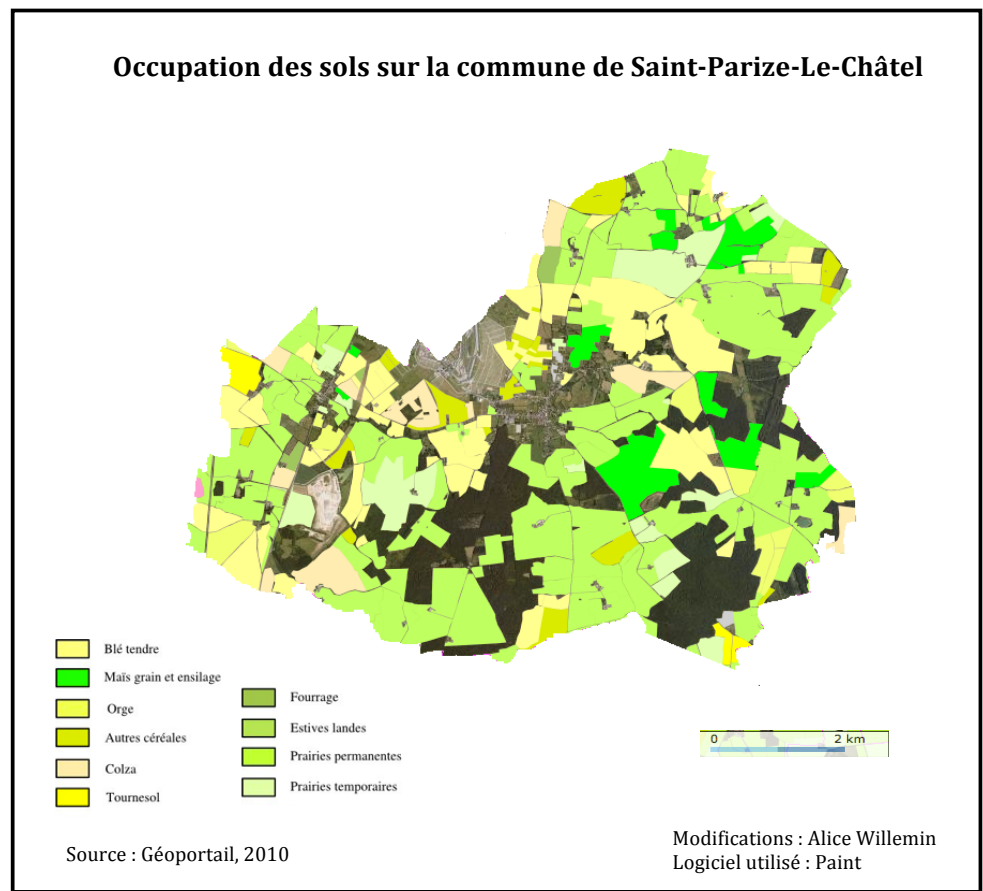 Occupation des sols sur la commune de Saint-Parize-Le-Châtel
Blé tendre
Maïs grain et ensilage
Orge
Autres céréales
Colza
Tournesol
Fourrage
Estives landes
Prairies permanentes
Prairies temporaires
0 2 km
Source : Géoportail, 2010
Modifications : Alice Willemin
Logiciel utilisé : Paint